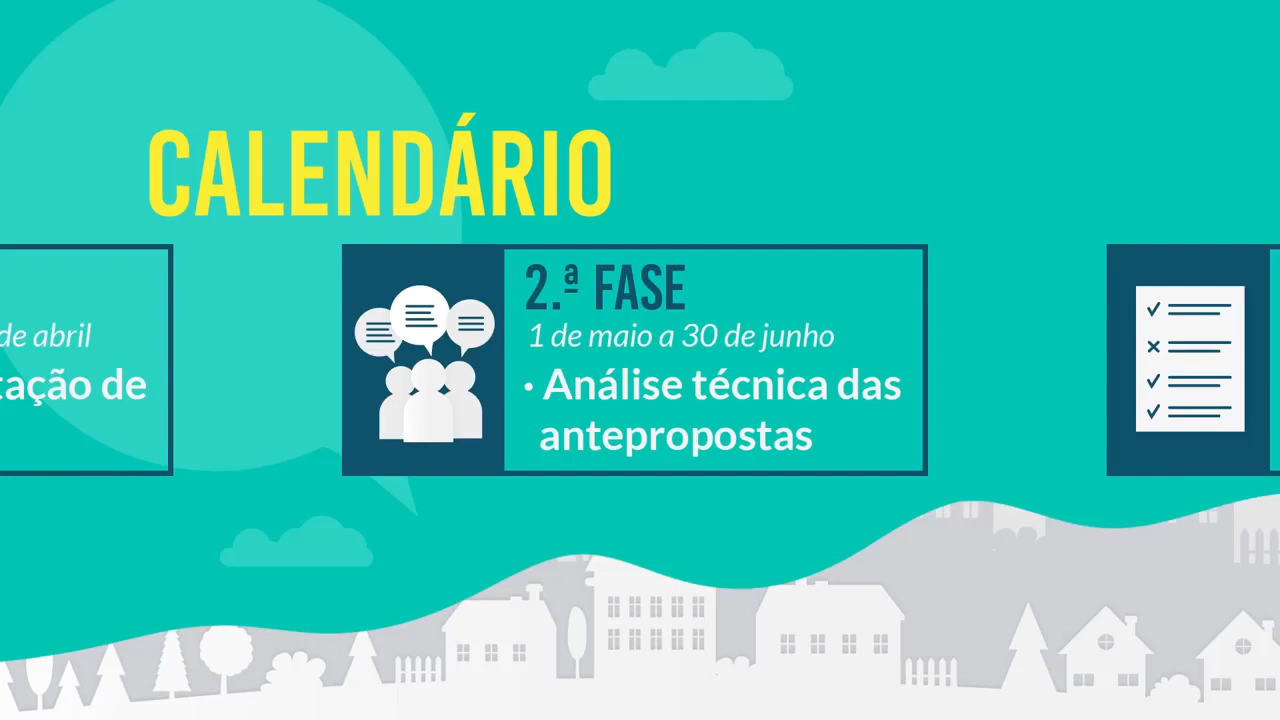 CALENDÁRIO
de abril
tação de
2.ª FASE
1 de maio a 30 de junho
· Análise técnica das
antepropostas